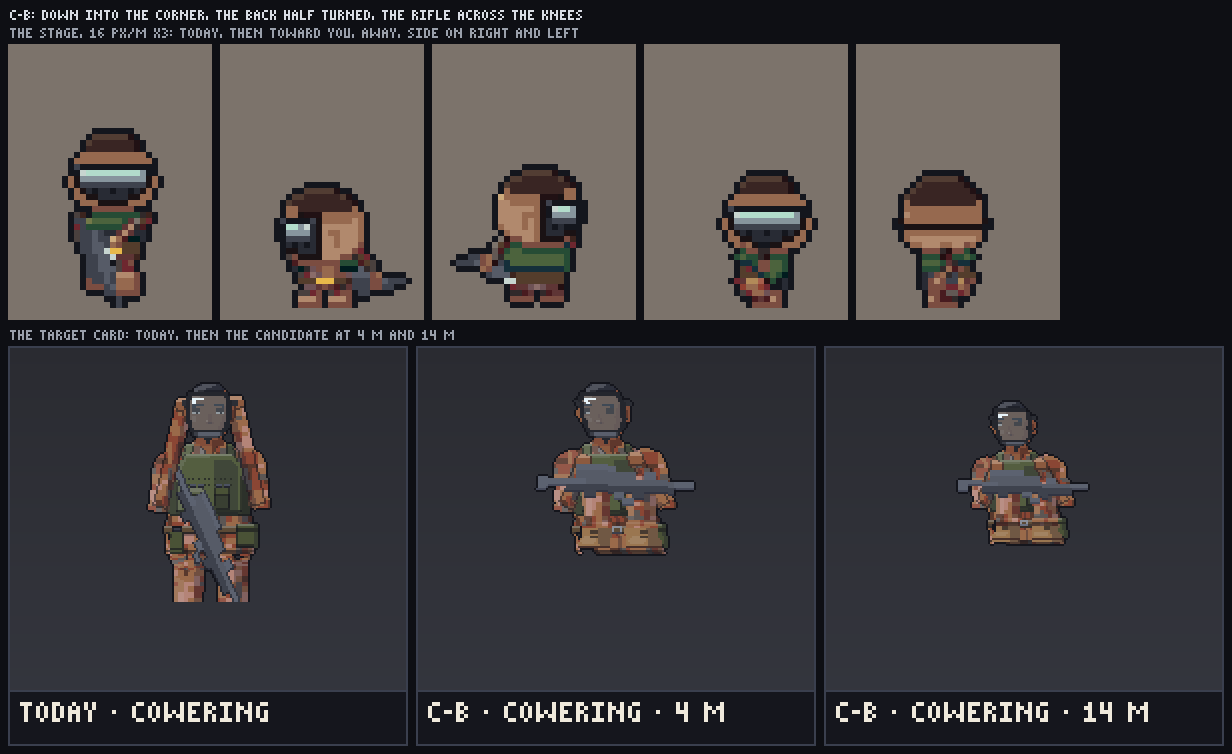 C-B: DOWN INTO THE CORNER, THE BACK HALF TURNED, THE RIFLE ACROSS THE KNEES
THE STAGE, 16 PX/M X3: TODAY, THEN TOWARD YOU, AWAY, SIDE ON RIGHT AND LEFT
THE TARGET CARD: TODAY, THEN THE CANDIDATE AT 4 M AND 14 M
TODAY · COWERING
C-B · COWERING · 4 M
C-B · COWERING · 14 M